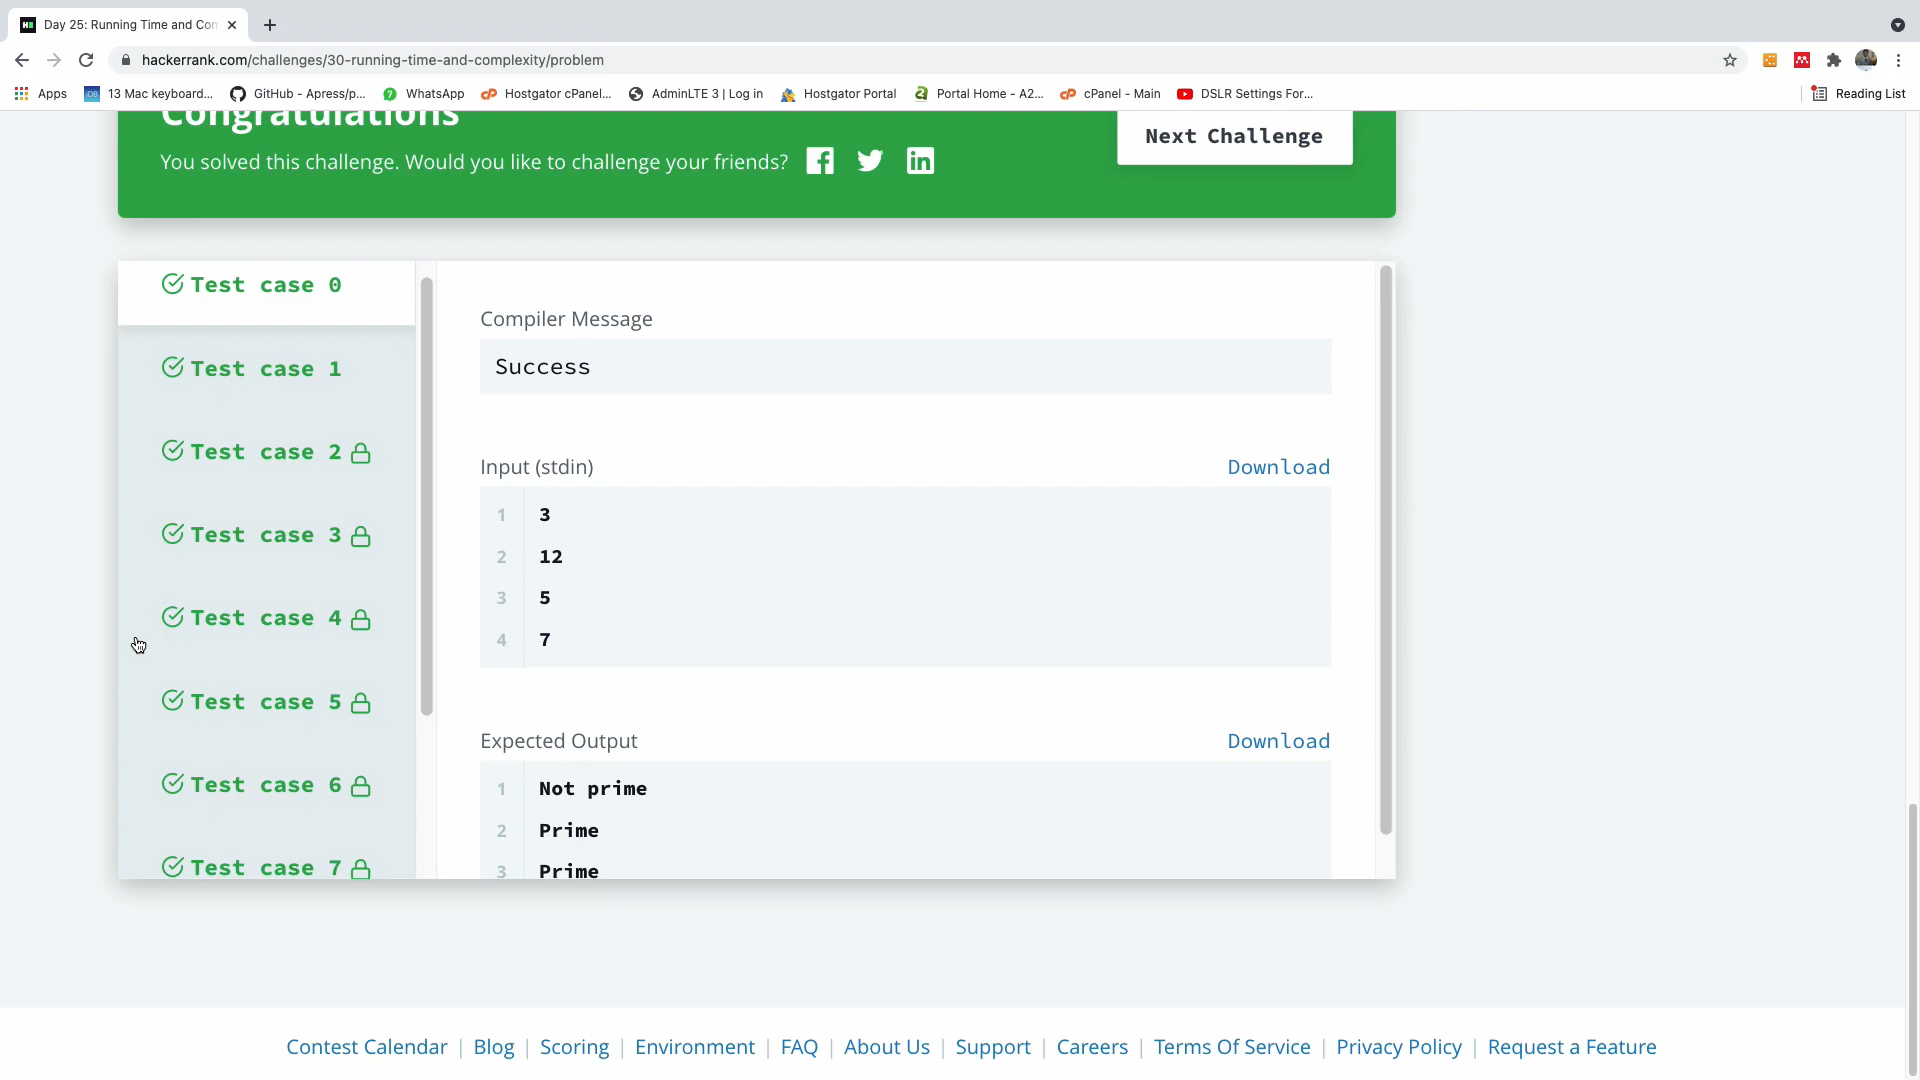 Day 25: Running Time and Con
hackerrank.com/challenges/30-running-time-and-complexity/problem
Apps
13 Mac keyboard...
GitHub - Apress/p...
WhatsApp
Hostgator cPanel...
AdminLTE 3 | Log in
Hostgator Portal
Portal Home - A2...
cPanel - Main
DSLR Settings For...
Reading List
Congratulations
You solved this challenge. Would you like to challenge your friends?
Next Challenge
Test case 0
Test case 1
Test case 2
Test case 3
Test case 4
Test case 5
Test case 6
Test case 7
Compiler Message
Success
Input (stdin)
Download
1 3
2 12
3 5
4 7
Expected Output
Download
1 Not prime
2 Prime
3 Prime
Contest Calendar | Blog | Scoring | Environment | FAQ | About Us | Support | Careers | Terms Of Service | Privacy Policy | Request a Feature